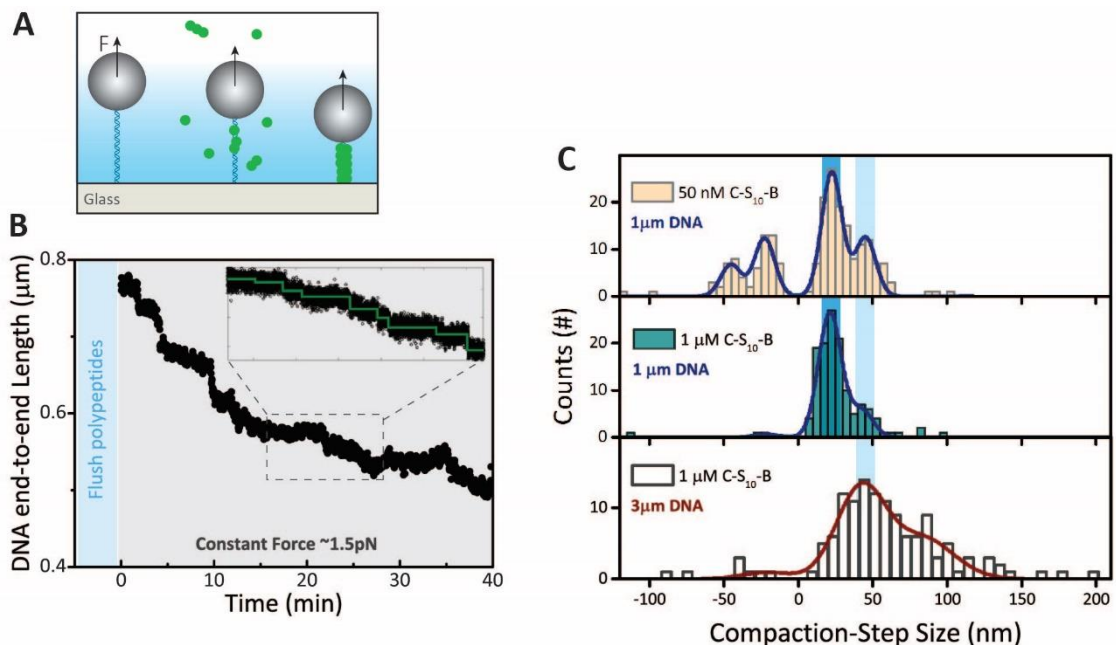 A
F
Glass
B
DNA end-to-end Length (µm)
0.8
0.6
0.4
Flush polypeptides
Constant Force ~1.5pN
0 10 20 30 40
Time (min)
C
Counts (#)
20
10
0
50 nM C-S₁₀-B
1µm DNA
20
10
0
1 µM C-S₁₀-B
1 µm DNA
10
0
1 µM C-S₁₀-B
3µm DNA
-100 -50 0 50 100 150 200
Compaction-Step Size (nm)